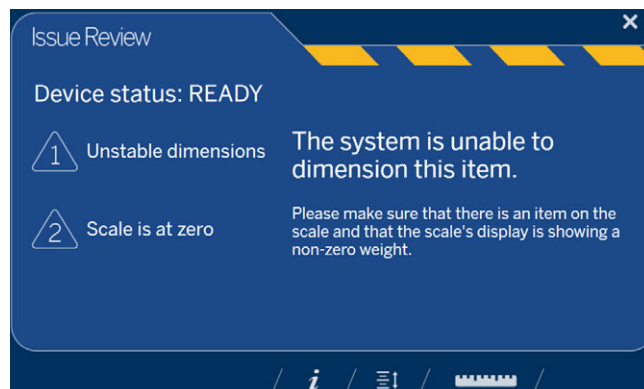 Issue Review
Device status: READY
1 Unstable dimensions
2 Scale is at zero
The system is unable to
dimension this item.
Please make sure that there is an item on the
scale and that the scale's display is showing a
non-zero weight.
i